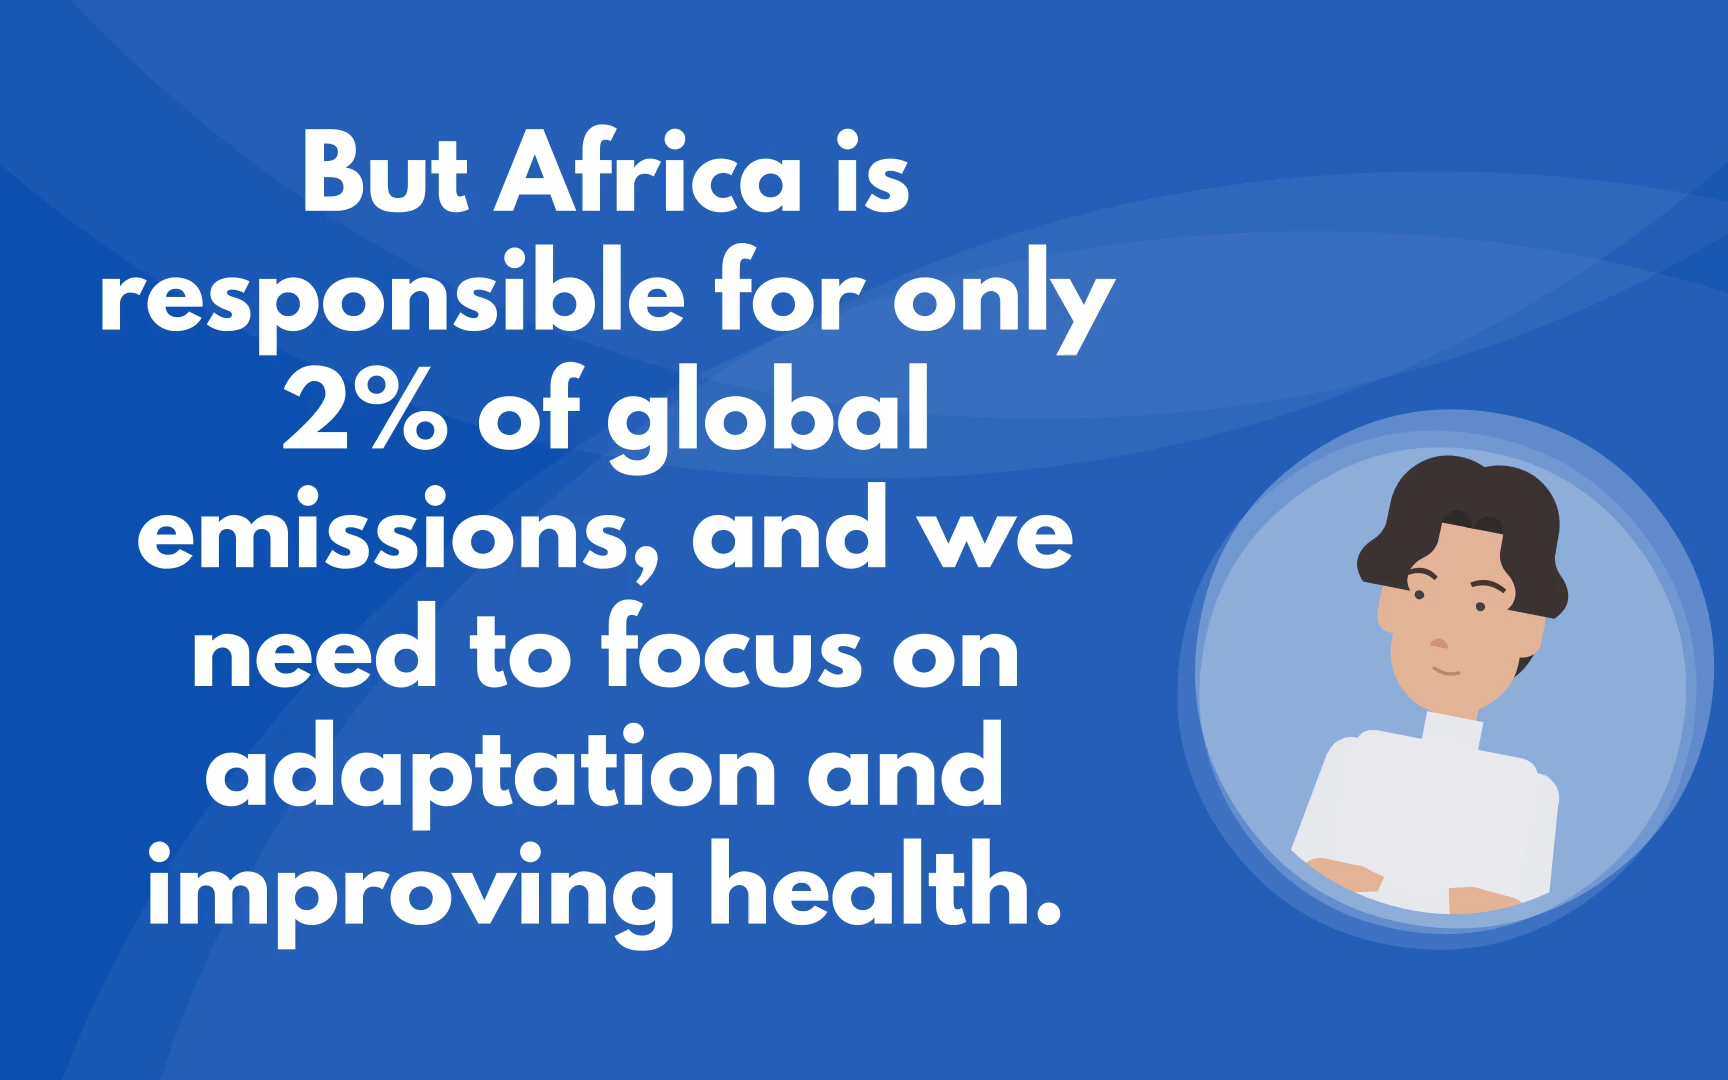 But Africa is
responsible for only
2% of global
emissions, and we
need to focus on
adaptation and
improving health.